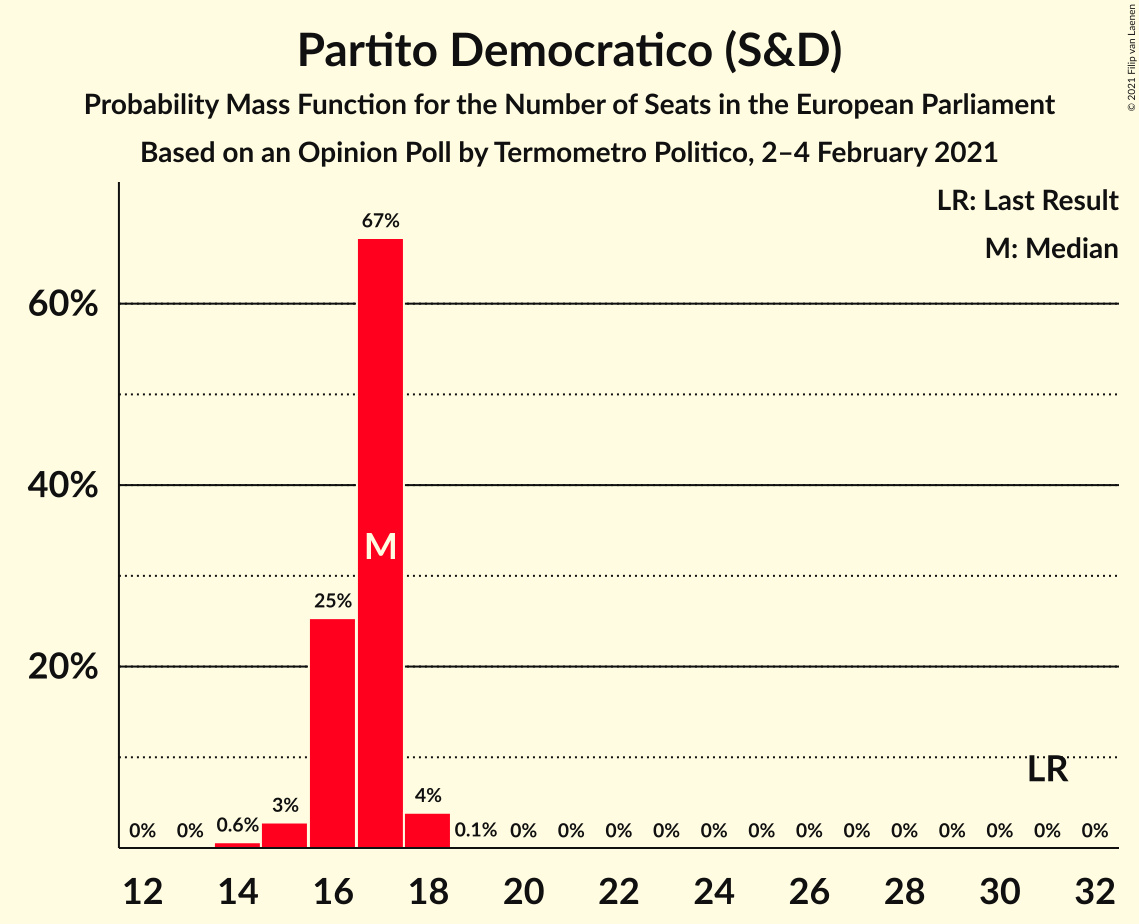 Partito Democratico (S&D)
Probability Mass Function for the Number of Seats in the European Parliament
Based on an Opinion Poll by Termometro Politico, 2–4 February 2021
© 2021 Filip van Laenen
LR: Last Result
M: Median
67%
60%
40%
M
25%
20%
LR
0% 0% 0.6% 3% 4% 0.1% 0% 0% 0% 0% 0% 0% 0% 0% 0% 0% 0% 0% 0%
12 14 16 18 20 22 24 26 28 30 32